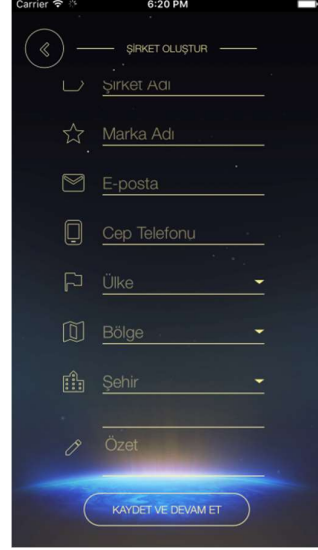 Carrier 6:20 PM
ŞİRKET OLUŞTUR
Şirket Adı
Marka Adı
E-posta
Cep Telefonu
Ülke
Bölge
Şehir
Özet
KAYDET VE DEVAM ET